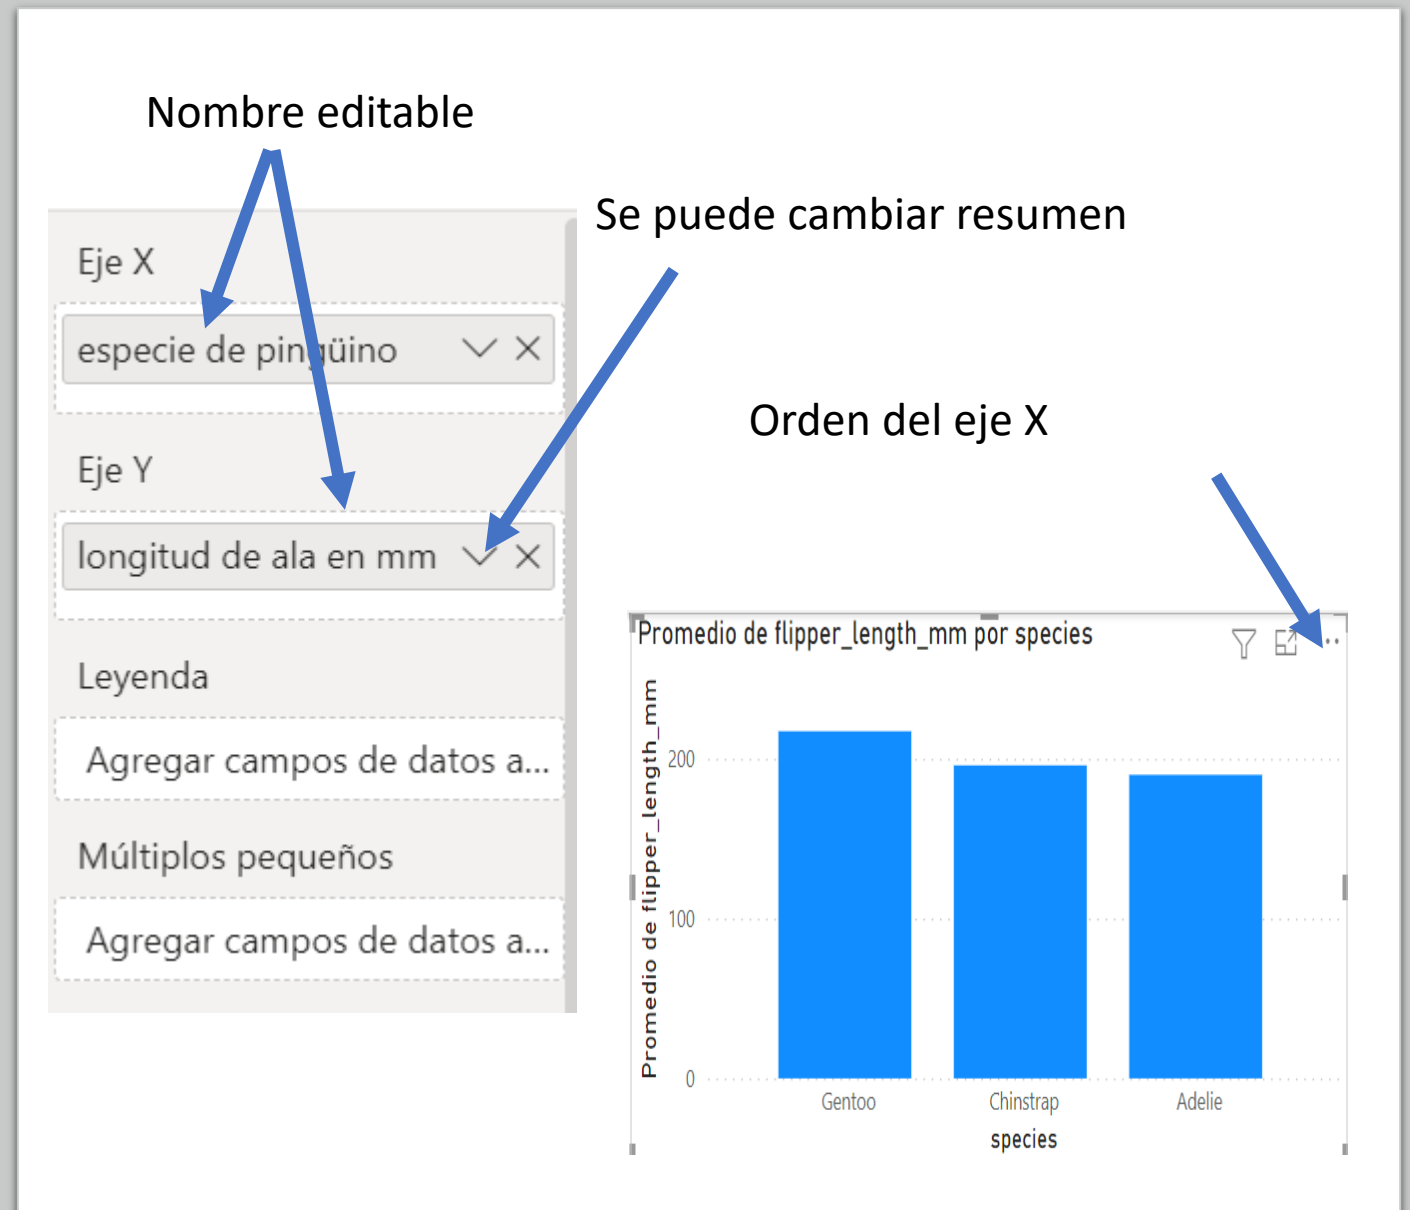 Nombre editable
Se puede cambiar resumen
Eje X
especie de pingüino
Orden del eje X
Eje Y
longitud de ala en mm
Leyenda
Agregar campos de datos a...
Múltiplos pequeños
Agregar campos de datos a...
Promedio de flipper_length_mm por species
Promedio de flipper_length_mm
200
100
0
Gentoo Chinstrap Adelie
species